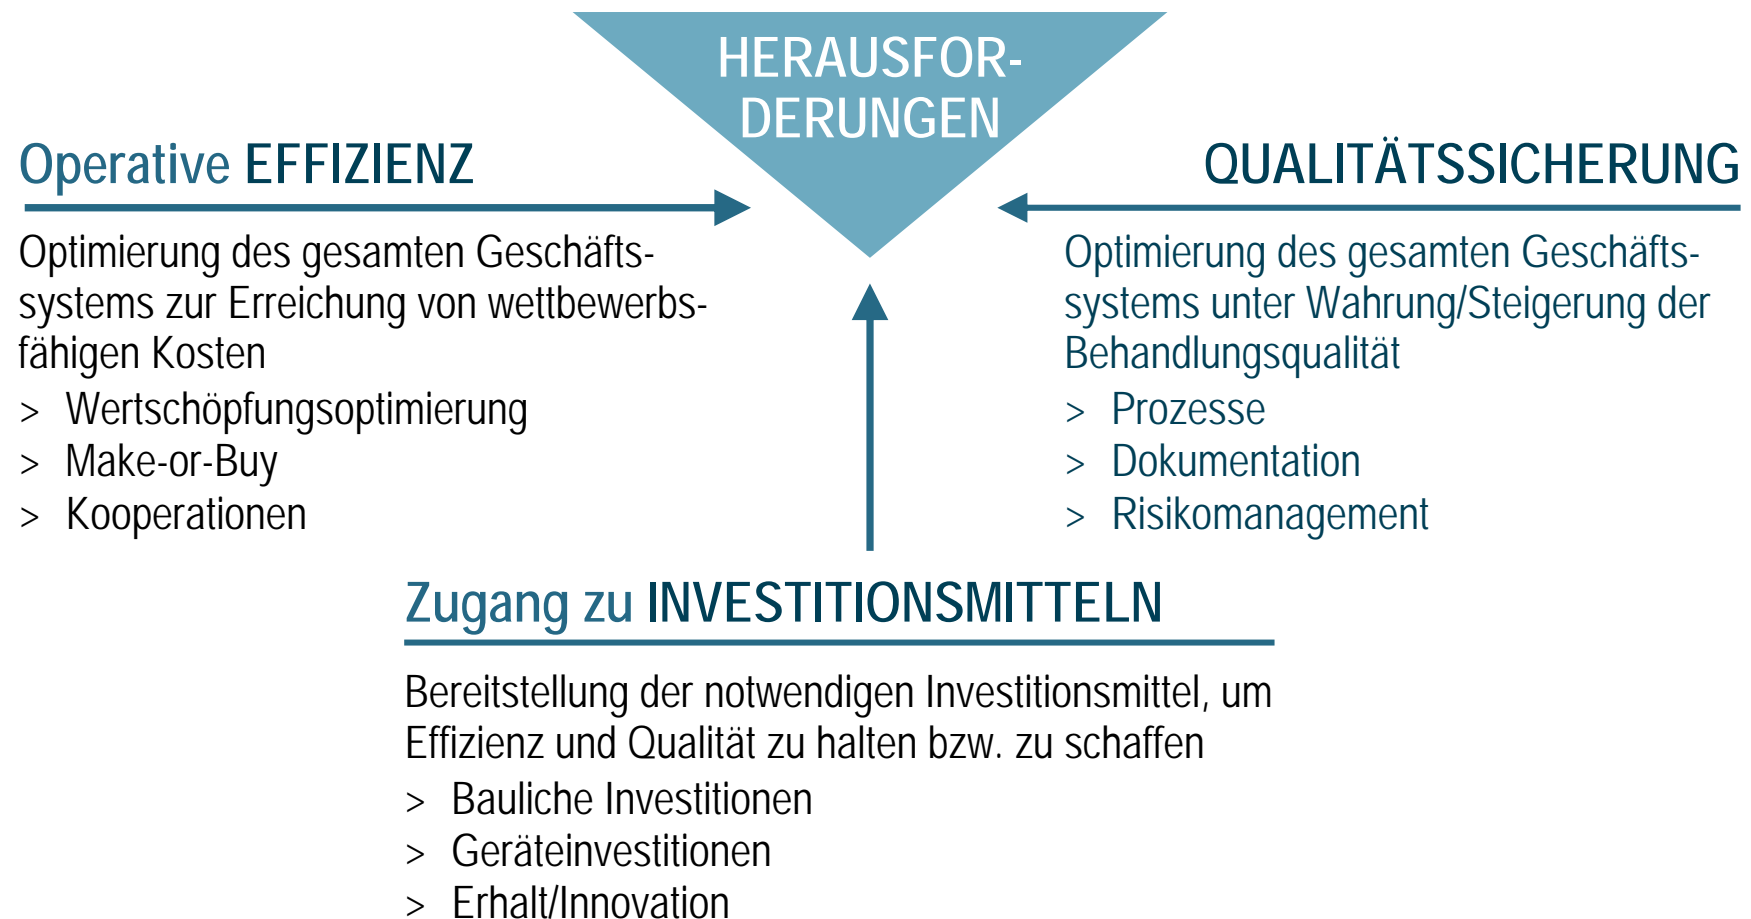 HERAUSFOR-
DERUNGEN
Operative EFFIZIENZ
Optimierung des gesamten Geschäfts-
systems zur Erreichung von wettbewerbs-
fähigen Kosten
> Wertschöpfungsoptimierung
> Make-or-Buy
> Kooperationen
QUALITÄTSSICHERUNG
Optimierung des gesamten Geschäfts-
systems unter Wahrung/Steigerung der
Behandlungsqualität
> Prozesse
> Dokumentation
> Risikomanagement
Zugang zu INVESTITIONSMITTELN
Bereitstellung der notwendigen Investitionsmittel, um
Effizienz und Qualität zu halten bzw. zu schaffen
> Bauliche Investitionen
> Geräteinvestitionen
> Erhalt/Innovation